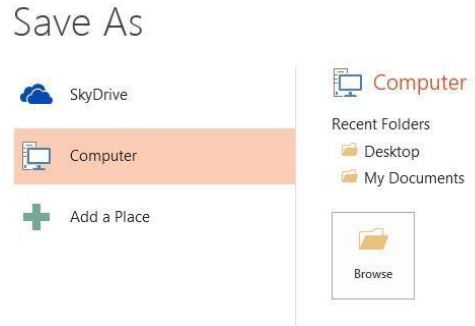 Save As
SkyDrive
Computer
Add a Place
Computer
Recent Folders
Desktop
My Documents
Browse